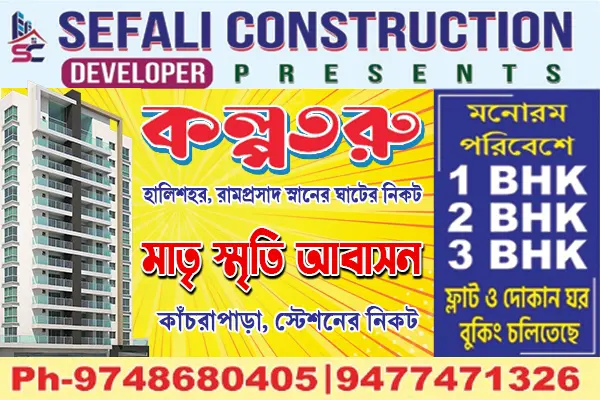 SC
SEFALI CONSTRUCTION
DEVELOPER PRESENTS
কল্পতরু
হালিশহর, রামপ্রসাদ স্নানের ঘাটের নিকট
মাতৃ স্মৃতি আবাসন
কাঁচরাপাড়া, স্টেশনের নিকট
মনোরম
পরিবেশে
1 BHK
2 BHK
3 BHK
ফ্লাট ও দোকান ঘর
বুকিং চলিতেছে
Ph-9748680405|9477471326